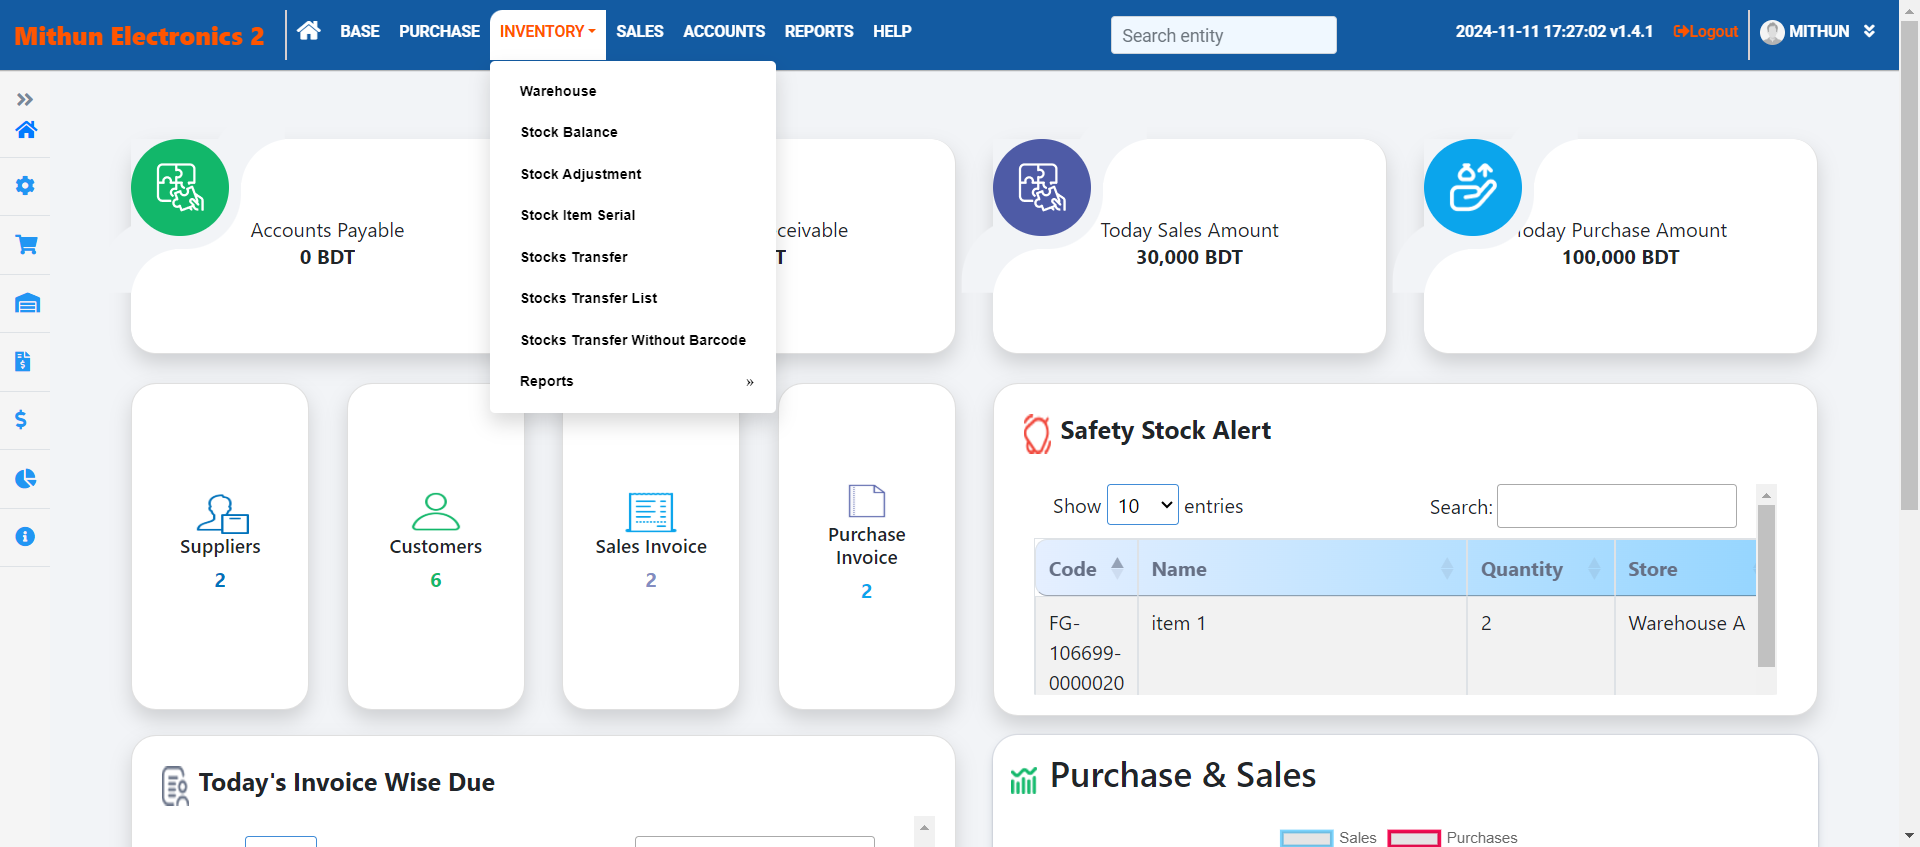 Mithun Electronics 2
BASE
PURCHASE
INVENTORY
SALES
ACCOUNTS
REPORTS
HELP
Search entity
2024-11-11 17:27:02 v1.4.1
Logout
MITHUN
Warehouse
Stock Balance
Stock Adjustment
Stock Item Serial
Stocks Transfer
Stocks Transfer List
Stocks Transfer Without Barcode
Reports »
Accounts Payable
0 BDT
ceivable
T
Today Sales Amount
30,000 BDT
Today Purchase Amount
100,000 BDT
Suppliers
2
Customers
6
Sales Invoice
2
Purchase
Invoice
2
Safety Stock Alert
Show 10 entries
Search:
Code Name Quantity Store
FG-
106699-
0000020
item 1
2
Warehouse A
Today's Invoice Wise Due
Purchase & Sales
Sales
Purchases